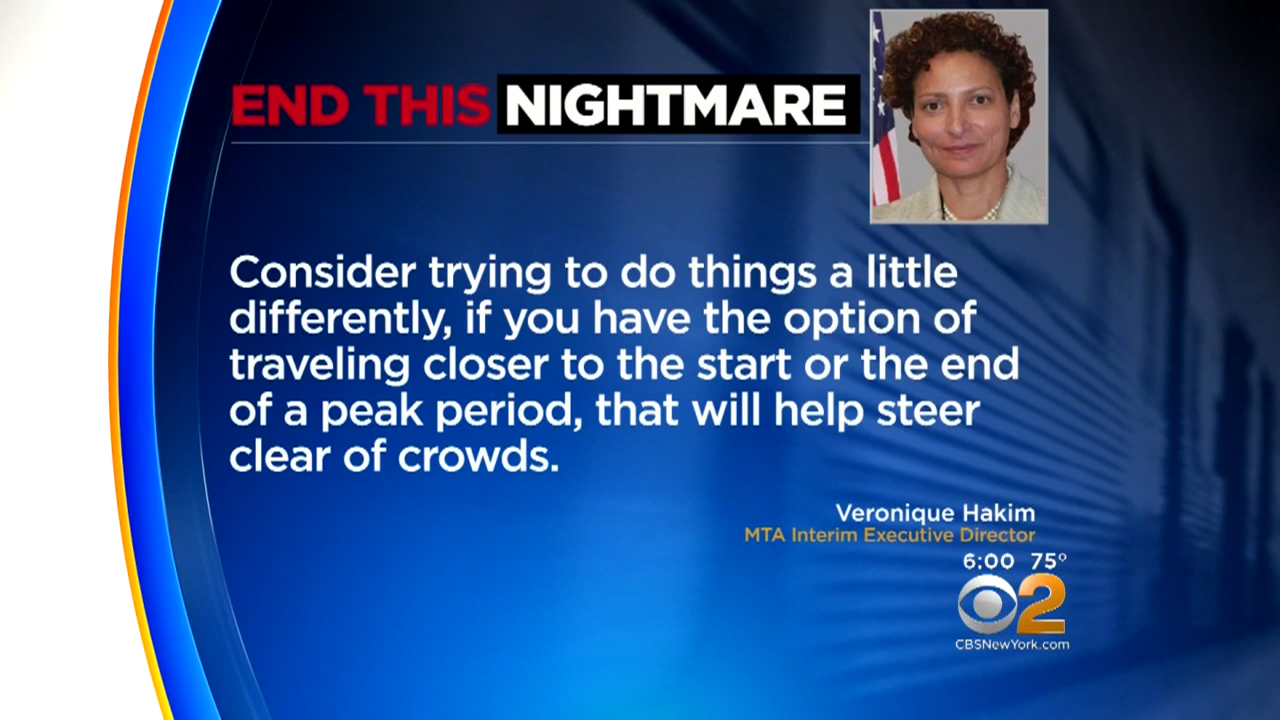 END THIS NIGHTMARE
Consider trying to do things a little
differently, if you have the option of
traveling closer to the start or the end
of a peak period, that will help steer
clear of crowds.
Veronique Hakim
MTA Interim Executive Director
6:00 75°
2
CBSNewYork.com